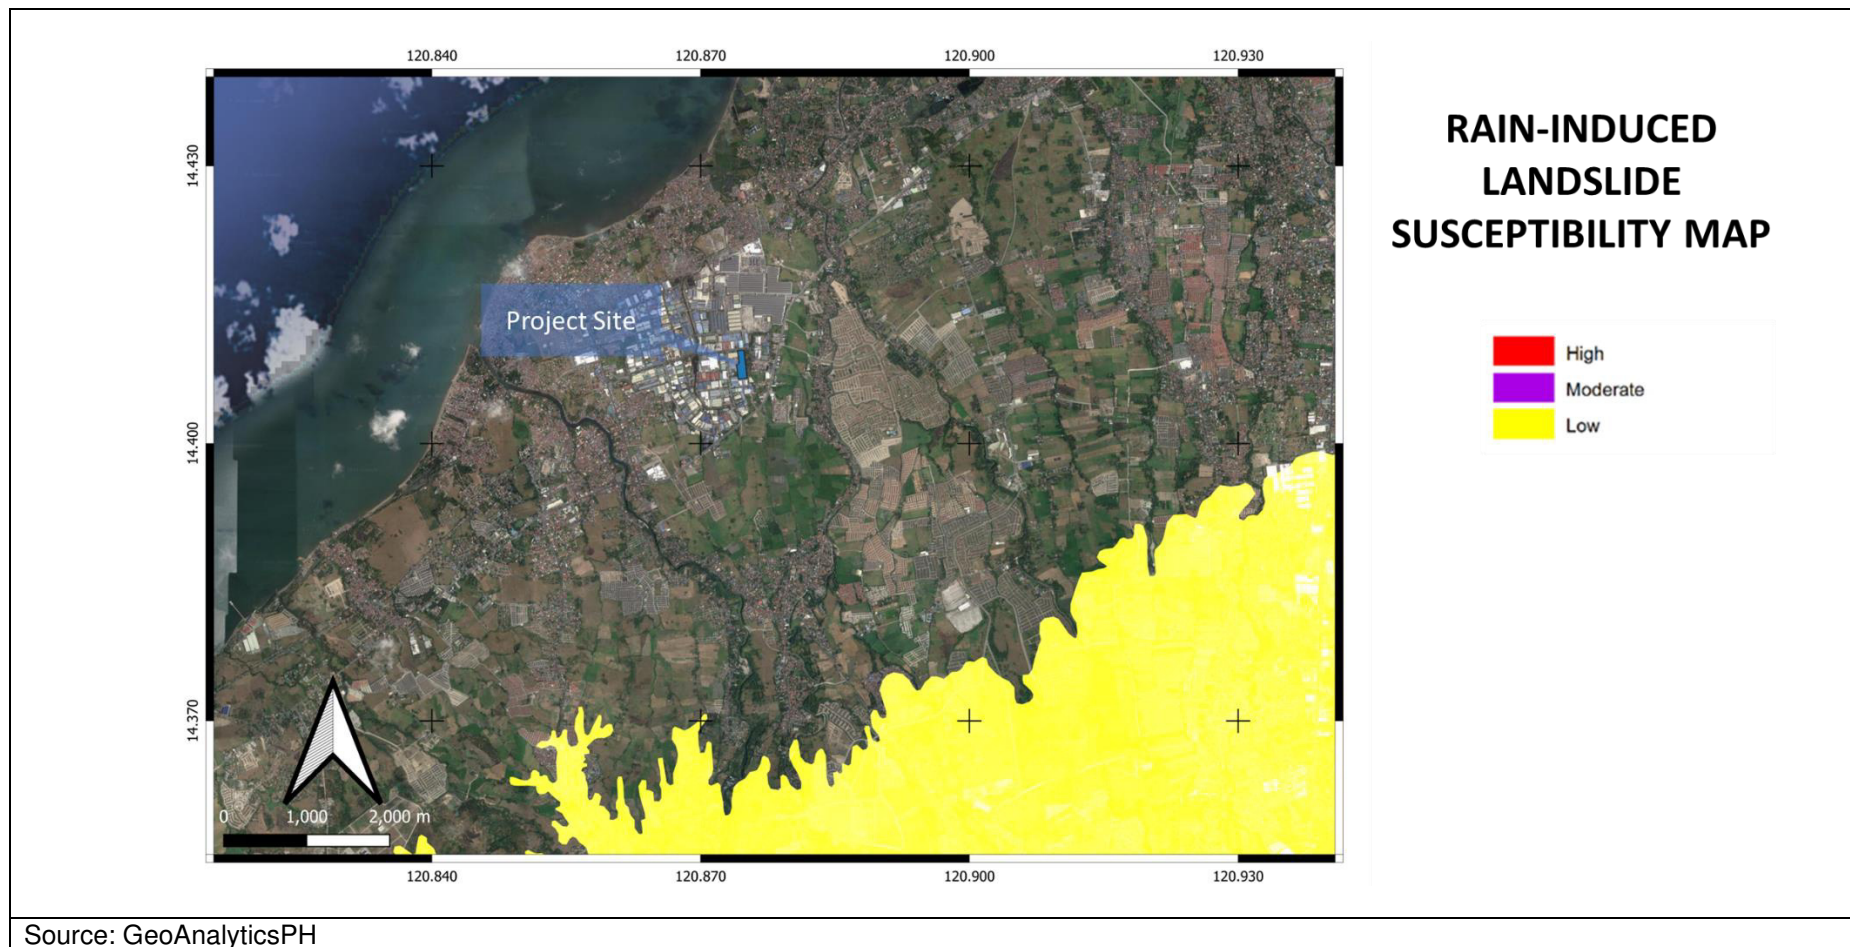 120.840 120.870 120.900 120.930
14.430
14.400
14.370
Project Site
0 1,000 2,000 m
120.840 120.870 120.900 120.930
RAIN-INDUCED
LANDSLIDE
SUSCEPTIBILITY MAP
High
Moderate
Low
Source: GeoAnalyticsPH